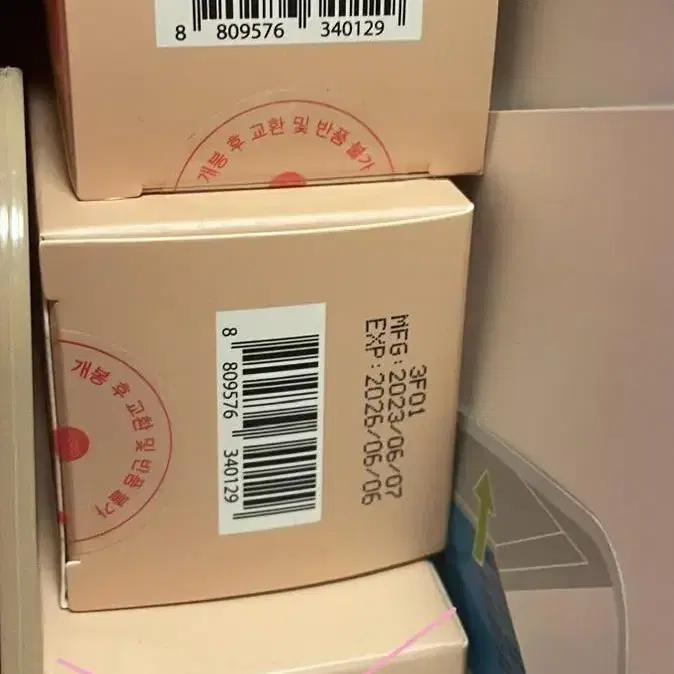 8 809576 340129
개봉 후 교환 및 반품 불가
개봉 후 교환 및 반품 불가
8 809576 340129
3F01
MFG:2023/06/07
EXP:2026/06/06